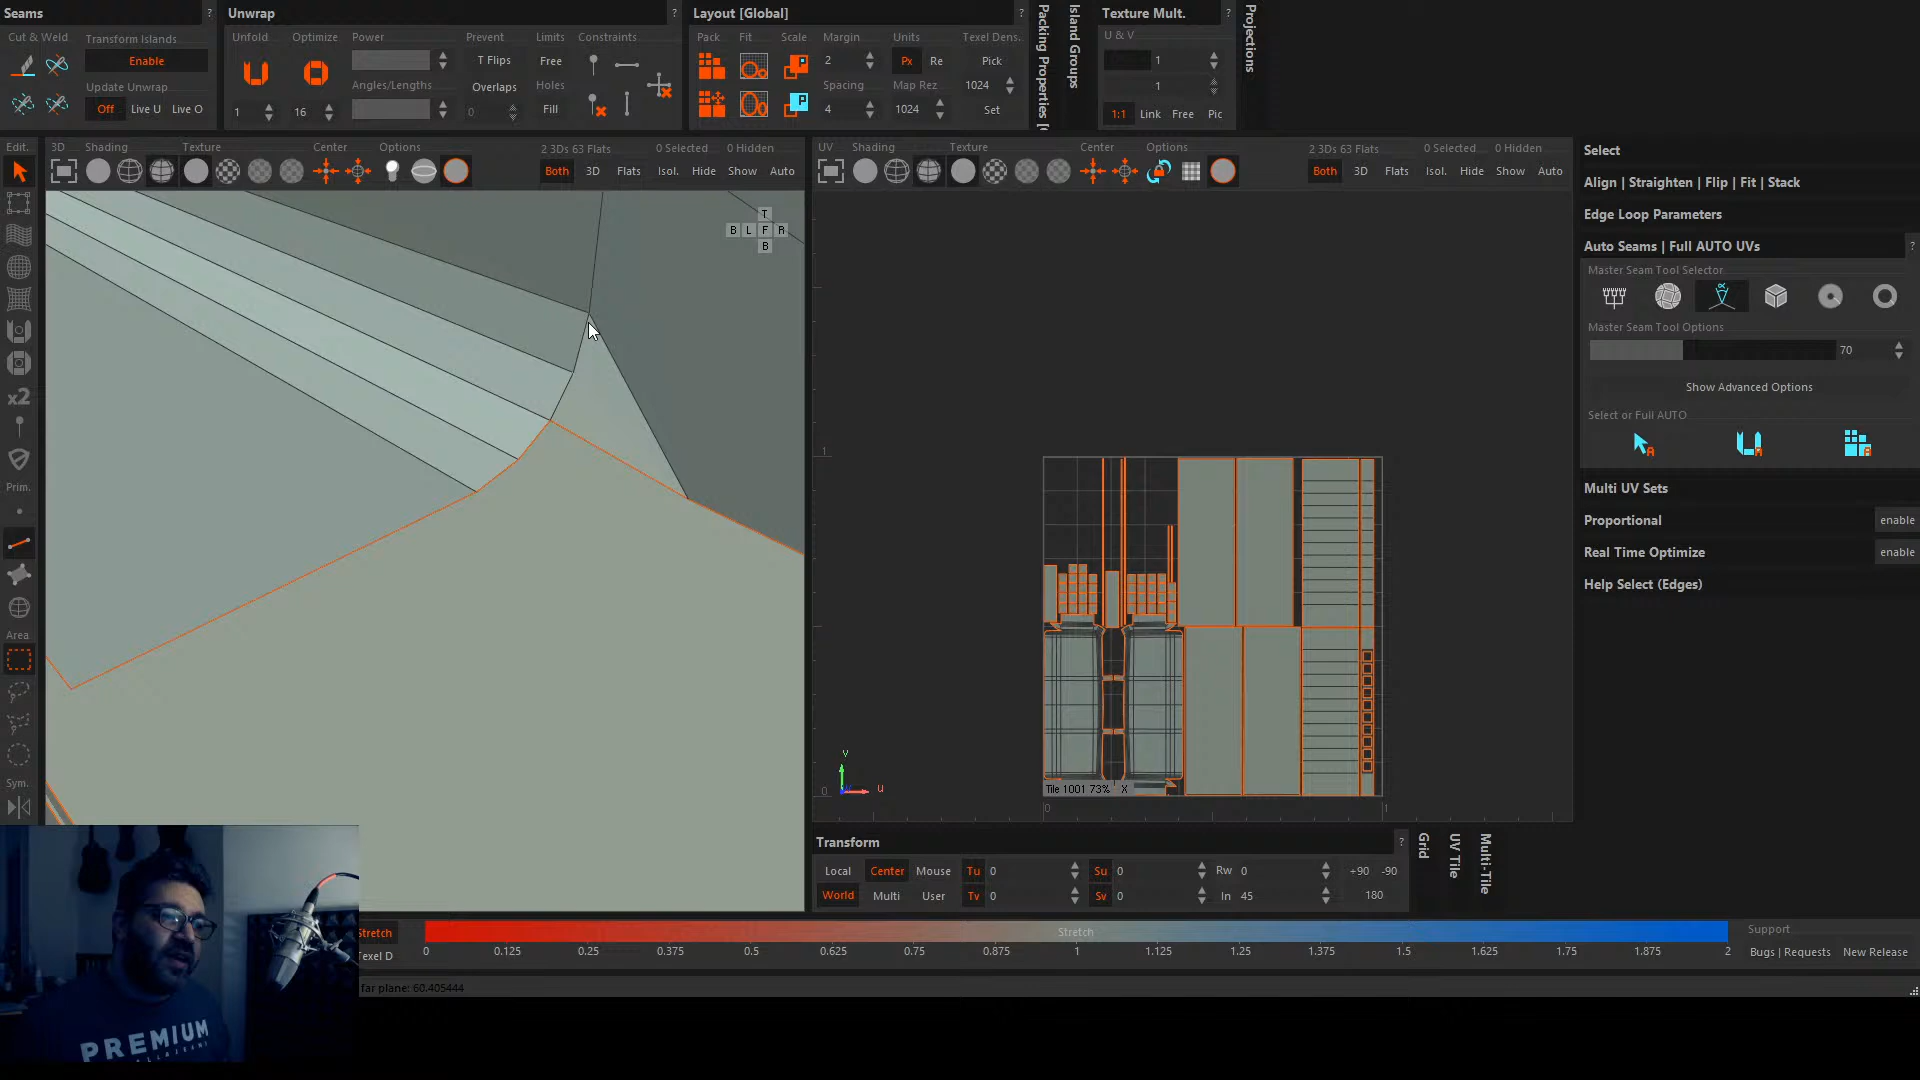 Seams ? Unwrap ? Layout [Global] ? Packing Properties [ Island Groups Texture Mult. ? Projections
Cut & Weld Transform Islands Unfold Optimize Power Prevent Limits Constraints Pack Fit Scale Margin Units Texel Dens. U & V
Enable T Flips Free 2 Px Re Pick 1
Update Unwrap Angles/Lengths Overlaps Holes Spacing Map Rez 1024 1
Off Live U Live O 1 16 0 Fill 4 1024 Set 1:1 Link Free Pic
Edit. 3D Shading Texture Center Options 2 3Ds 63 Flats 0 Selected 0 Hidden
Both 3D Flats Isol. Hide Show Auto
UV Shading Texture Center Options 2 3Ds 63 Flats 0 Selected 0 Hidden
Both 3D Flats Isol. Hide Show Auto
Select
Align | Straighten | Flip | Fit | Stack
Edge Loop Parameters
Auto Seams | Full AUTO UVs ?
Master Seam Tool Selector
Master Seam Tool Options
70
Show Advanced Options
Select or Full AUTO
Multi UV Sets
Proportional enable
Real Time Optimize enable
Help Select (Edges)
T
B L F R
B
x2
Prim.
Area
Sym.
1
0
V
u
Tile 1001 73% X
0 1
Transform ? Grid UV Tile Multi-Tile
Local Center Mouse Tu 0 Su 0 Rw 0 +90 -90
World Multi User Tv 0 Sv 0 In 45 180
Stretch Stretch Support
Texel D 0 0.125 0.25 0.375 0.5 0.625 0.75 0.875 1 1.125 1.25 1.375 1.5 1.625 1.75 1.875 2 Bugs | Requests New Release
far plane: 60.405444
PREMIUM